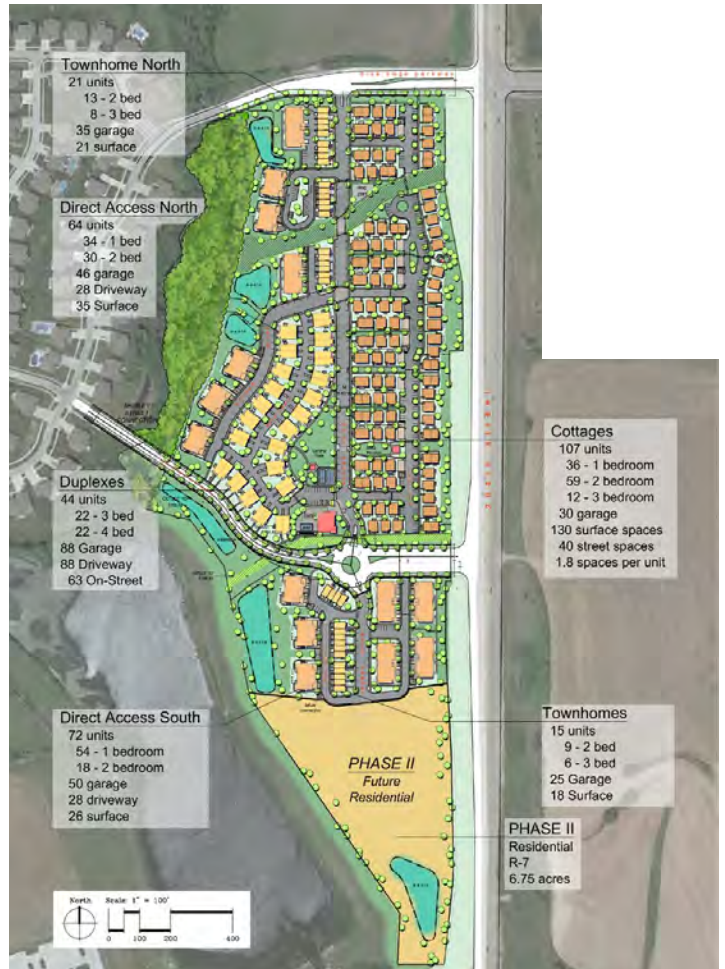 Townhome North
21 units
13 - 2 bed
8 - 3 bed
35 garage
21 surface
Direct Access North
64 units
34 - 1 bed
30 - 2 bed
46 garage
28 Driveway
35 Surface
Cottages
107 units
36 - 1 bedroom
59 - 2 bedroom
12 - 3 bedroom
30 garage
130 surface spaces
40 street spaces
1.8 spaces per unit
Duplexes
44 units
22 - 3 bed
22 - 4 bed
88 Garage
88 Driveway
63 On-Street
Direct Access South
72 units
54 - 1 bedroom
18 - 2 bedroom
50 garage
28 driveway
26 surface
Townhomes
15 units
9 - 2 bed
6 - 3 bed
25 Garage
18 Surface
PHASE II
Future
Residential
PHASE II
Residential
R-7
6.75 acres
North Scale: 1" = 100'
0 100 200 400